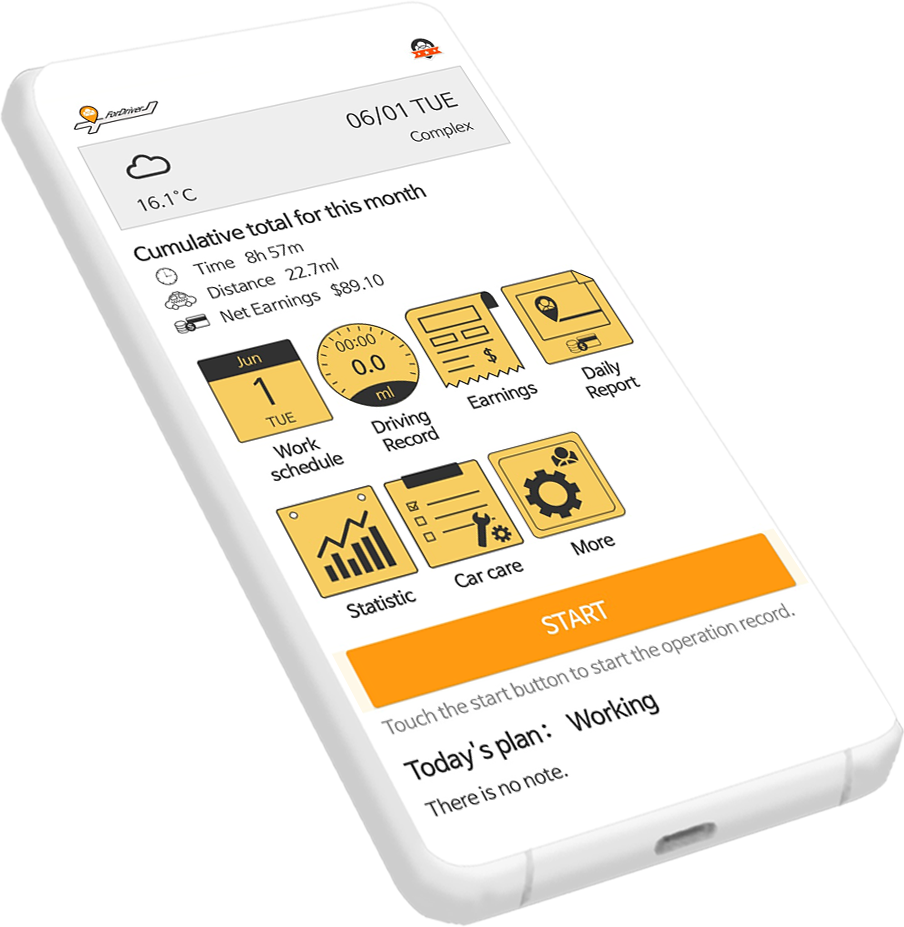 ForDriver
06/01 TUE
Complex
16.1°C
Cumulative total for this month
Time 8h 57m
Distance 22.7ml
Net Earnings $89.10
Jun
1
TUE
Work
schedule
00:00
0.0
ml
Driving
Record
$
Earnings
Daily
Report
Statistic
Car care
More
START
Touch the start button to start the operation record.
Today's plan: Working
There is no note.